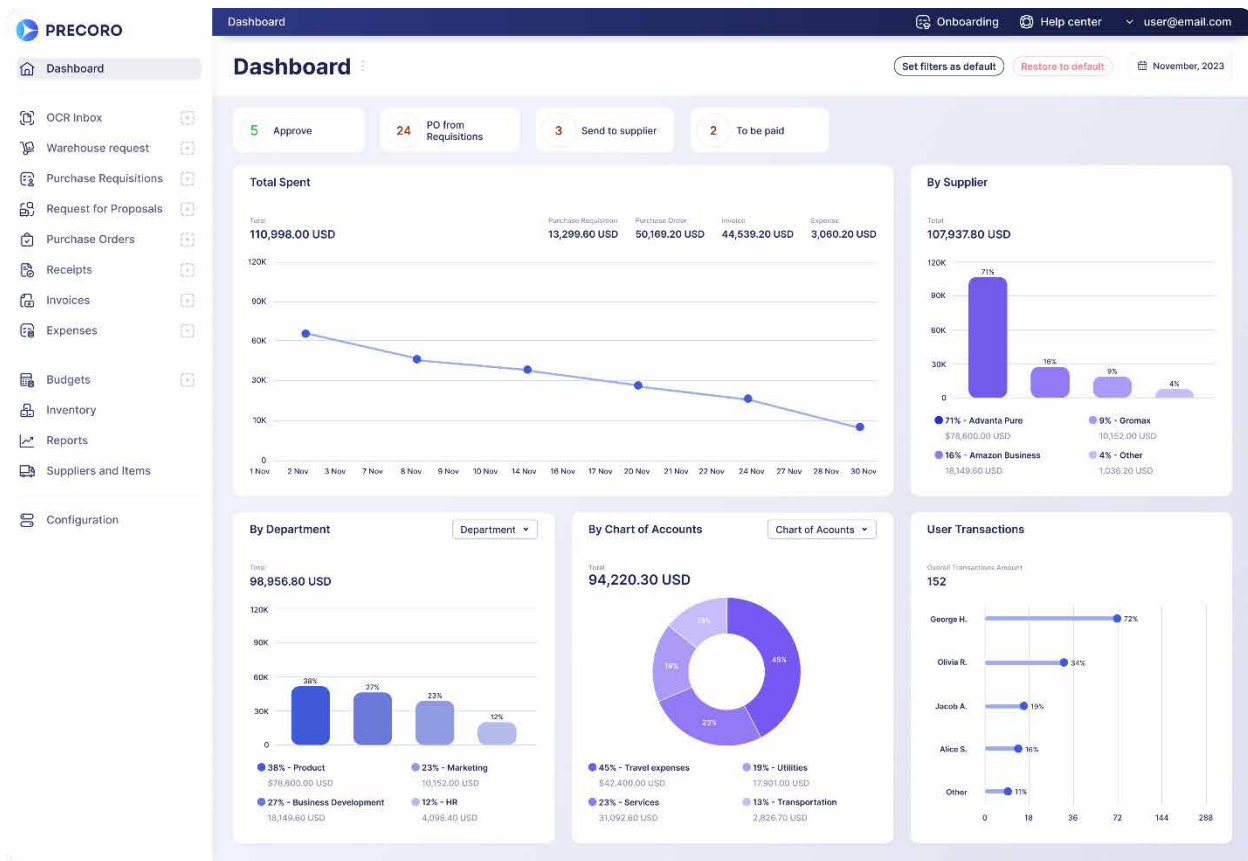 PRECORO
Dashboard
Onboarding
Help center
user@email.com
Dashboard
OCR Inbox
Warehouse request
Purchase Requisitions
Request for Proposals
Purchase Orders
Receipts
Invoices
Expenses
Budgets
Inventory
Reports
Suppliers and Items
Configuration
Dashboard
Set filters as default
Restore to default
November, 2023
5 Approve
24 PO from
Requisitions
3 Send to supplier
2 To be paid
Total Spent
Total
110,998.00 USD
Purchase Requisition
13,299.60 USD
Purchase Order
50,169.20 USD
Invoice
44,539.20 USD
Expense
3,060.20 USD
120K
90K
60K
30K
10K
0
1 Nov 2 Nov 3 Nov 7 Nov 8 Nov 9 Nov 10 Nov 14 Nov 16 Nov 17 Nov 20 Nov 21 Nov 22 Nov 24 Nov 27 Nov 28 Nov 30 Nov
By Supplier
Total
107,937.80 USD
120K
90K
60K
30K
0
71%
16%
9%
4%
71% - Advanta Pure
$78,600.00 USD
9% - Gromax
10,152.00 USD
16% - Amazon Business
18,149.60 USD
4% - Other
1,036.20 USD
By Department
Department
Total
98,956.80 USD
120K
90K
60K
30K
0
38%
27%
23%
12%
38% - Product
$78,600.00 USD
23% - Marketing
10,152.00 USD
27% - Business Development
18,149.60 USD
12% - HR
4,096.40 USD
By Chart of Accounts
Chart of Acounts
Total
94,220.30 USD
13%
19%
45%
23%
45% - Travel expenses
$42,400.00 USD
19% - Utilities
17.901.00 UD
23% - Services
31,092.60 USD
13% - Transportation
2,826.70 USD
User Transactions
Overall Transactions Amount
152
George H.
72%
Olivia R.
34%
Jacob A.
19%
Alice S.
16%
Other
11%
0 18 36 72 144 288